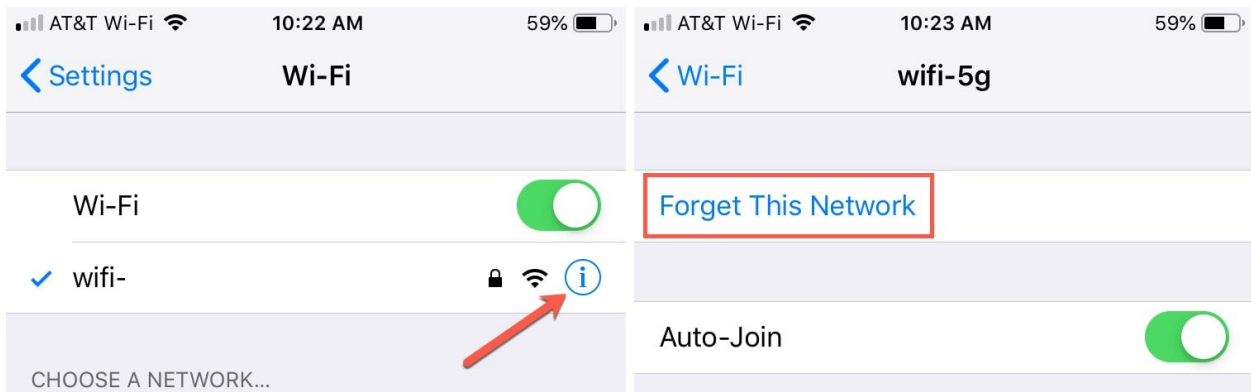 AT&T Wi-Fi 10:22 AM 59%
Settings Wi-Fi
Wi-Fi
wifi-
i
CHOOSE A NETWORK...
AT&T Wi-Fi 10:23 AM 59%
Wi-Fi wifi-5g
Forget This Network
Auto-Join